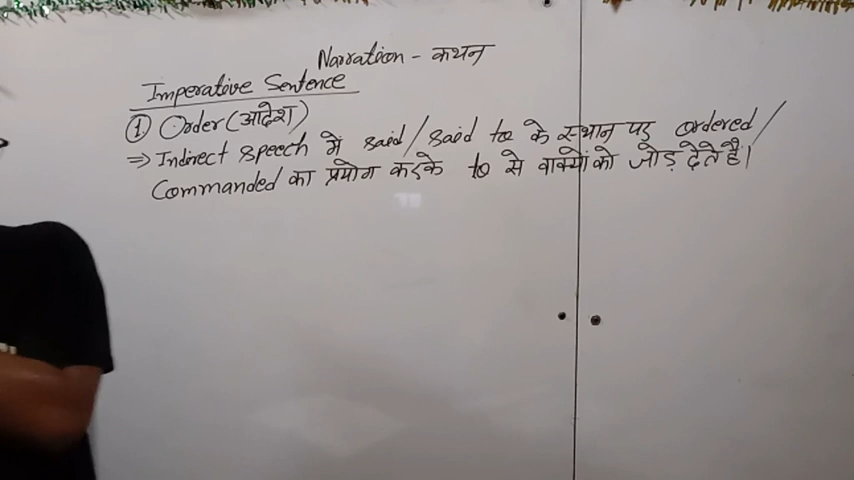 Narration - कथन
Imperative Sentence
① Order (आदेश)
⇒ Indirect speech में said/said to के स्थान पर ordered/
Commanded का प्रयोग करके to से वाक्यों को जोड़ देते है।